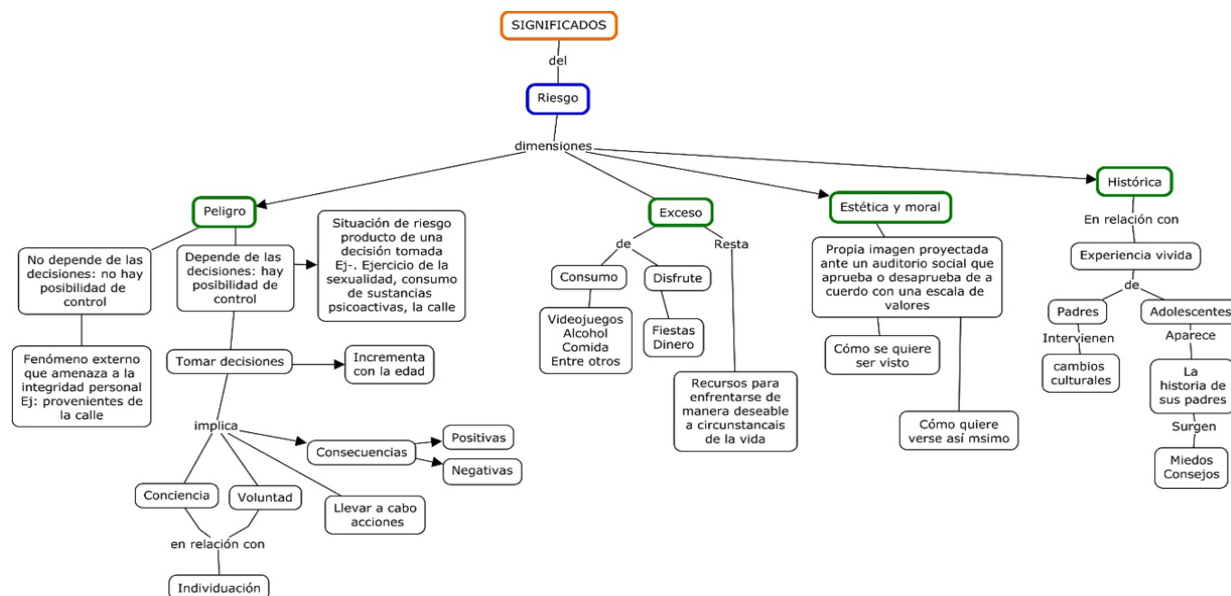 SIGNIFICADOS
del
Riesgo
dimensiones
Peligro
No depende de las
decisiones: no hay
posibilidad de control
Fenómeno externo
que amenaza a la
integridad personal
Ej: provenientes de
la calle
Depende de las
decisiones: hay
posibilidad de
control
Situación de riesgo
producto de una
decisión tomada
Ej-. Ejercicio de la
sexualidad, consumo
de sustancias
psicoactivas, la calle
Tomar decisiones
Incrementa
con la edad
implica
Consecuencias
Positivas
Negativas
Conciencia
Voluntad
Llevar a cabo
acciones
en relación con
Individuación
Exceso
de
Resta
Consumo
Disfrute
Videojuegos
Alcohol
Comida
Entre otros
Fiestas
Dinero
Recursos para
enfrentarse de
manera deseable
a circunstancais
de la vida
Estética y moral
Propia imagen proyectada
ante un auditorio social que
aprueba o desaprueba de a
cuerdo con una escala de
valores
Cómo se quiere
ser visto
Cómo quiere
verse así msimo
Histórica
En relación con
Experiencia vivida
de
Padres
Adolescentes
Intervienen
Aparece
cambios
culturales
La
historia de
sus padres
Surgen
Miedos
Consejos